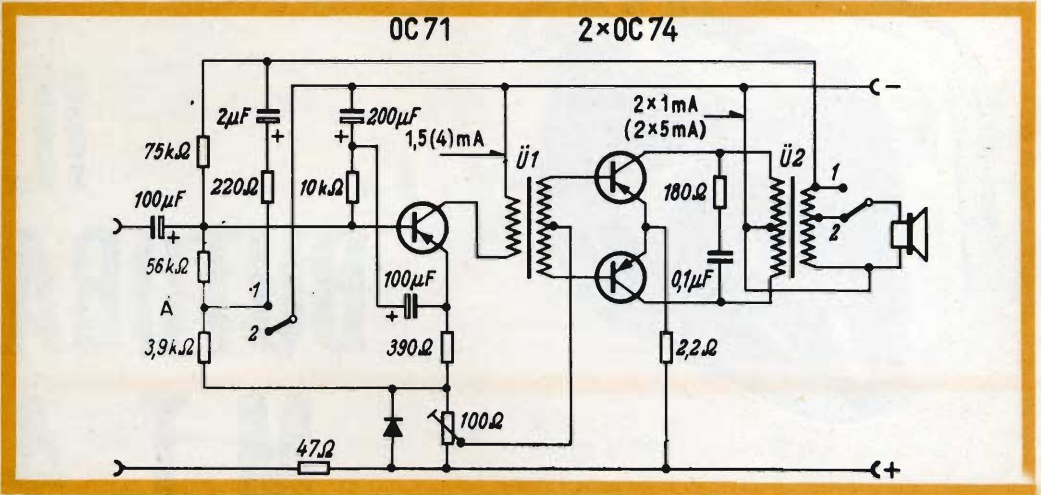 OC71
2×OC74
−
2µF
+
200µF
+
1,5(4)mA
2×1mA
(2×5mA)
Ü1
Ü2
75kΩ
220Ω
10kΩ
180Ω
1
2
100µF
+
56kΩ
100µF
+
0,1µF
A
1
2
3,9kΩ
390Ω
2,2Ω
100Ω
47Ω
+